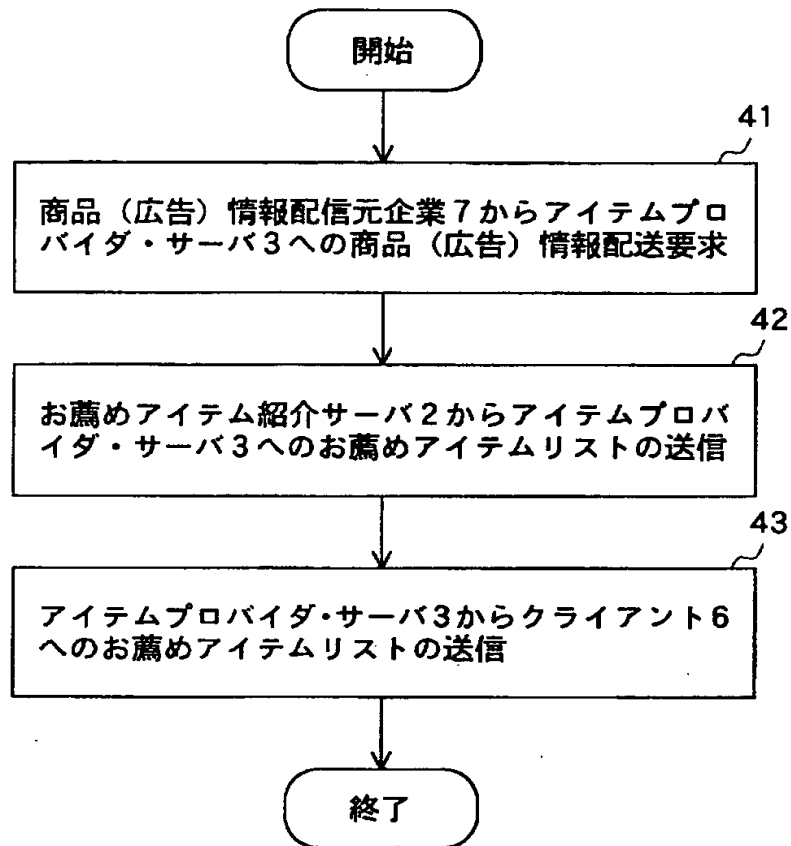 開始
41
商品（広告）情報配信元企業７からアイテムプロ
バイダ・サーバ３への商品（広告）情報配送要求
42
お薦めアイテム紹介サーバ２からアイテムプロバ
イダ・サーバ３へのお薦めアイテムリストの送信
43
アイテムプロバイダ・サーバ３からクライアント６
へのお薦めアイテムリストの送信
終了